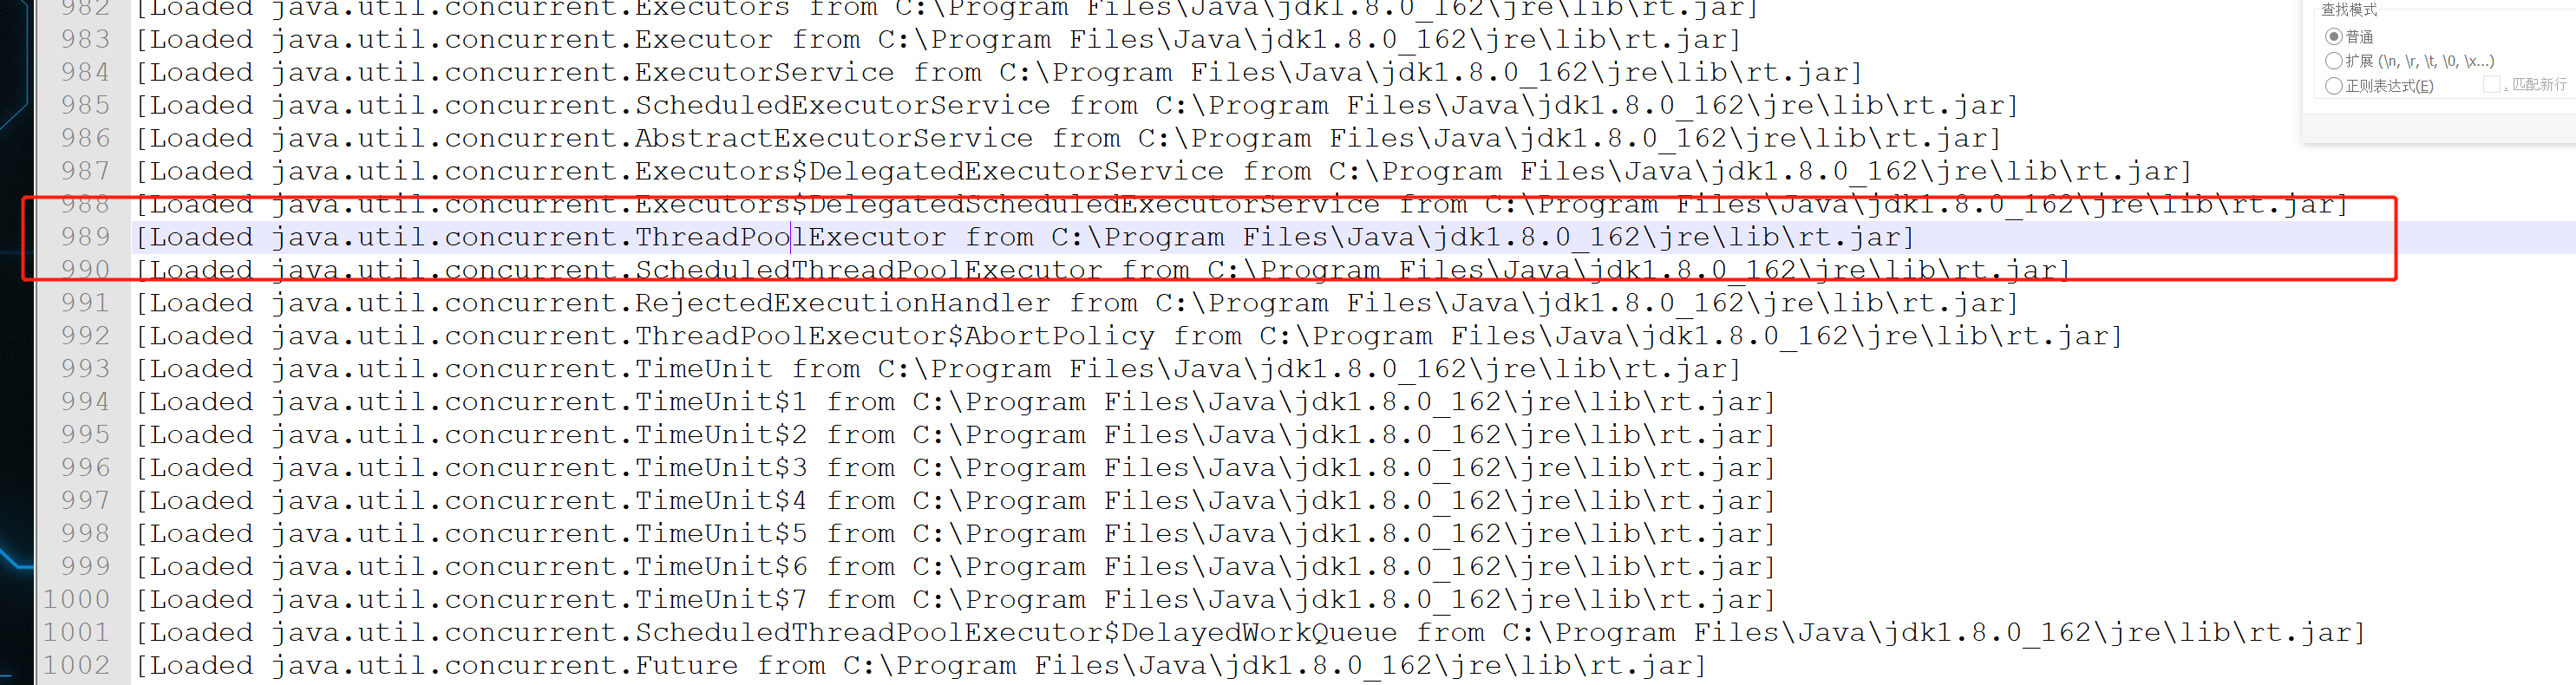 982 [Loaded java.util.concurrent.Executors from C:\Program Files\Java\jdk1.8.0_162\jre\lib\rt.jar]
983 [Loaded java.util.concurrent.Executor from C:\Program Files\Java\jdk1.8.0_162\jre\lib\rt.jar]
984 [Loaded java.util.concurrent.ExecutorService from C:\Program Files\Java\jdk1.8.0_162\jre\lib\rt.jar]
985 [Loaded java.util.concurrent.ScheduledExecutorService from C:\Program Files\Java\jdk1.8.0_162\jre\lib\rt.jar]
986 [Loaded java.util.concurrent.AbstractExecutorService from C:\Program Files\Java\jdk1.8.0_162\jre\lib\rt.jar]
987 [Loaded java.util.concurrent.Executors$DelegatedExecutorService from C:\Program Files\Java\jdk1.8.0_162\jre\lib\rt.jar]
988 [Loaded java.util.concurrent.Executors$DelegatedScheduledExecutorService from C:\Program Files\Java\jdk1.8.0_162\jre\lib\rt.jar]
989 [Loaded java.util.concurrent.ThreadPoolExecutor from C:\Program Files\Java\jdk1.8.0_162\jre\lib\rt.jar]
990 [Loaded java.util.concurrent.ScheduledThreadPoolExecutor from C:\Program Files\Java\jdk1.8.0_162\jre\lib\rt.jar]
991 [Loaded java.util.concurrent.RejectedExecutionHandler from C:\Program Files\Java\jdk1.8.0_162\jre\lib\rt.jar]
992 [Loaded java.util.concurrent.ThreadPoolExecutor$AbortPolicy from C:\Program Files\Java\jdk1.8.0_162\jre\lib\rt.jar]
993 [Loaded java.util.concurrent.TimeUnit from C:\Program Files\Java\jdk1.8.0_162\jre\lib\rt.jar]
994 [Loaded java.util.concurrent.TimeUnit$1 from C:\Program Files\Java\jdk1.8.0_162\jre\lib\rt.jar]
995 [Loaded java.util.concurrent.TimeUnit$2 from C:\Program Files\Java\jdk1.8.0_162\jre\lib\rt.jar]
996 [Loaded java.util.concurrent.TimeUnit$3 from C:\Program Files\Java\jdk1.8.0_162\jre\lib\rt.jar]
997 [Loaded java.util.concurrent.TimeUnit$4 from C:\Program Files\Java\jdk1.8.0_162\jre\lib\rt.jar]
998 [Loaded java.util.concurrent.TimeUnit$5 from C:\Program Files\Java\jdk1.8.0_162\jre\lib\rt.jar]
999 [Loaded java.util.concurrent.TimeUnit$6 from C:\Program Files\Java\jdk1.8.0_162\jre\lib\rt.jar]
1000 [Loaded java.util.concurrent.TimeUnit$7 from C:\Program Files\Java\jdk1.8.0_162\jre\lib\rt.jar]
1001 [Loaded java.util.concurrent.ScheduledThreadPoolExecutor$DelayedWorkQueue from C:\Program Files\Java\jdk1.8.0_162\jre\lib\rt.jar]
1002 [Loaded java.util.concurrent.Future from C:\Program Files\Java\jdk1.8.0_162\jre\lib\rt.jar]
查找模式
普通
扩展 (\n, \r, \t, \0, \x...)
正则表达式(E) . 匹配新行